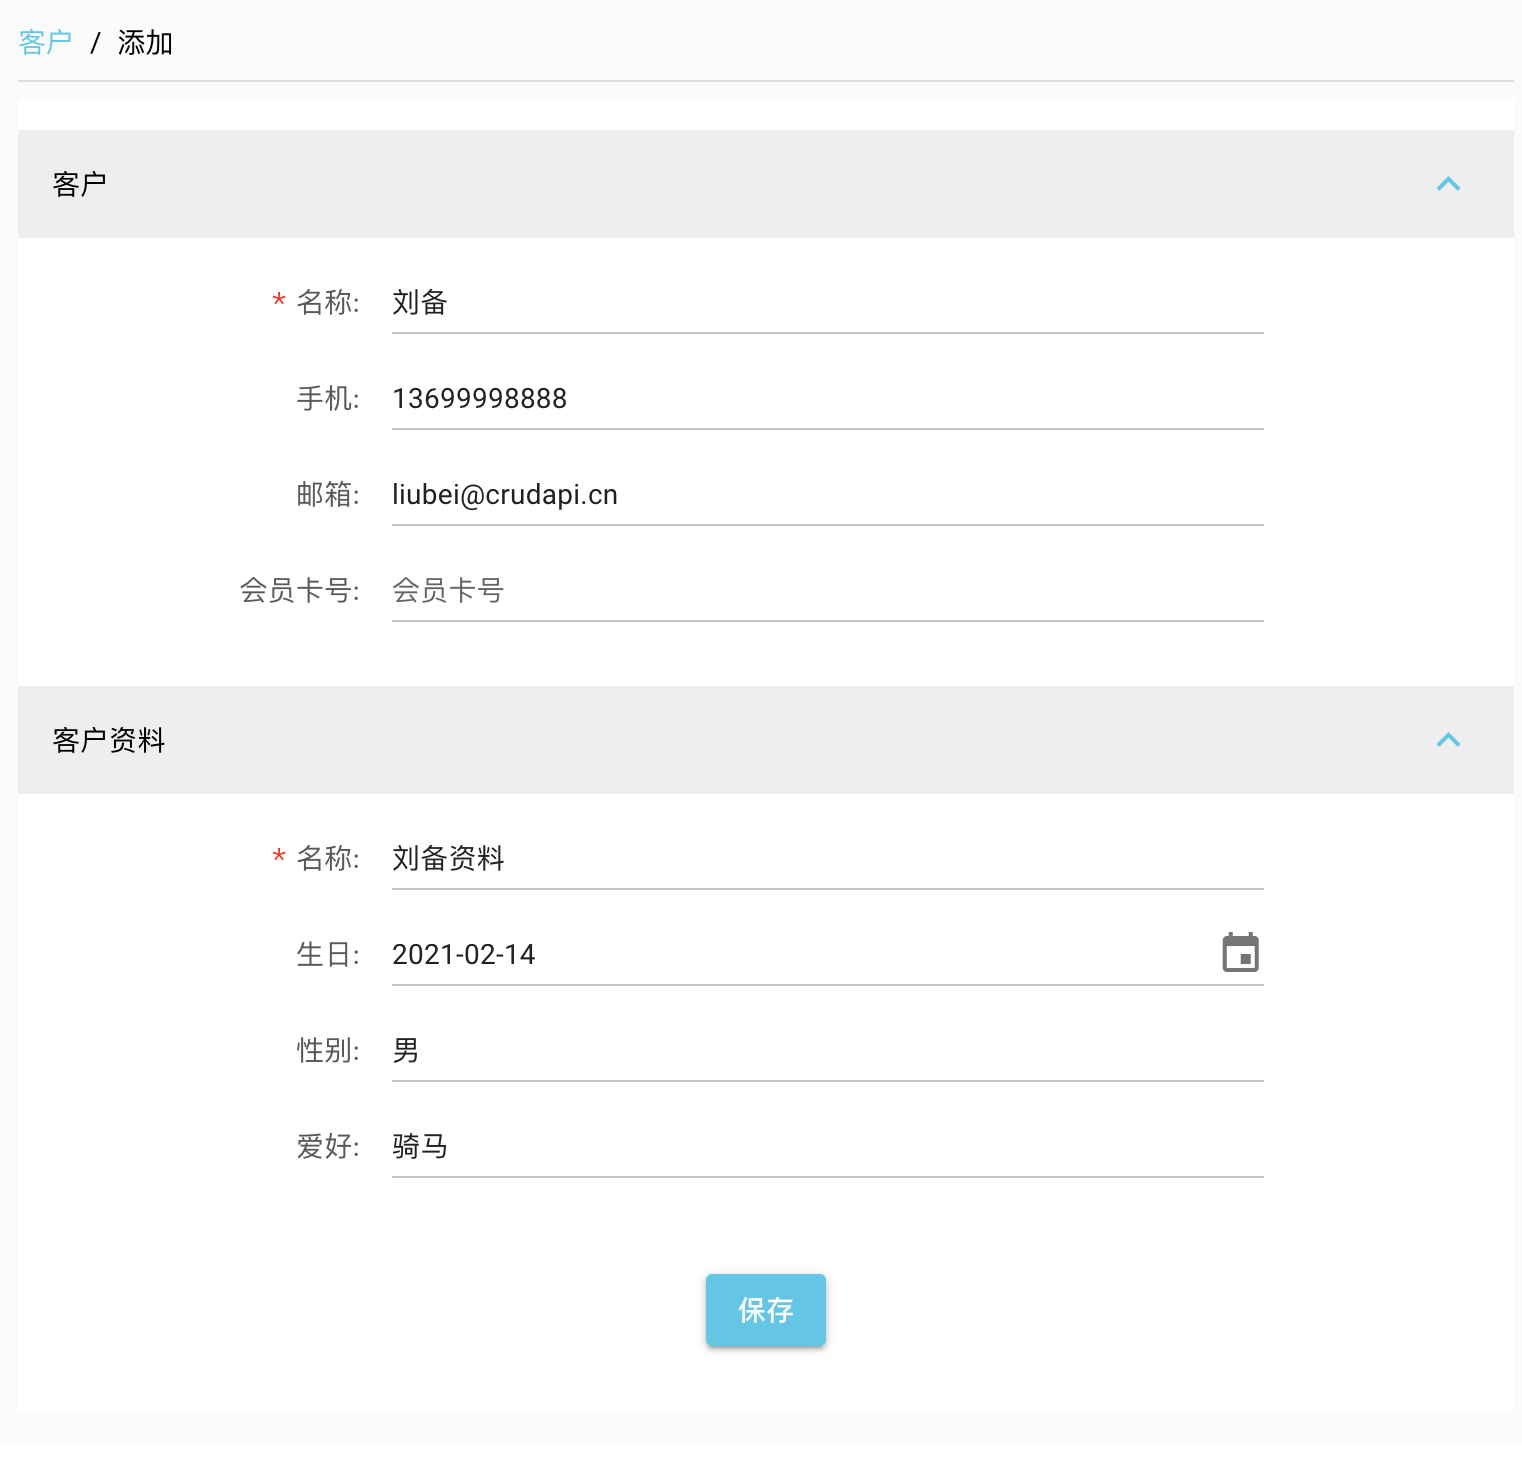 客户 / 添加
客户
* 名称: 刘备
手机: 13699998888
邮箱: liubei@crudapi.cn
会员卡号: 会员卡号
客户资料
* 名称: 刘备资料
生日: 2021-02-14
性别: 男
爱好: 骑马
保存